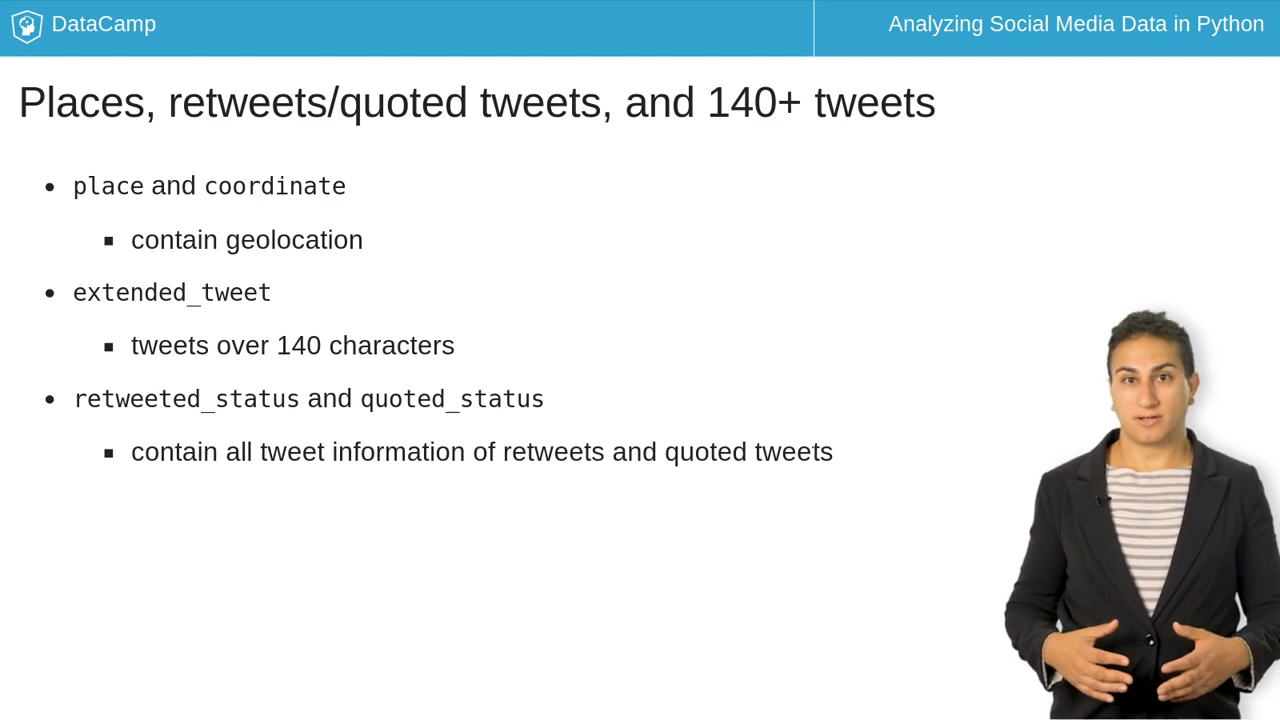 DataCamp
Analyzing Social Media Data in Python
Places, retweets/quoted tweets, and 140+ tweets
place and coordinate
contain geolocation
extended_tweet
tweets over 140 characters
retweeted_status and quoted_status
contain all tweet information of retweets and quoted tweets